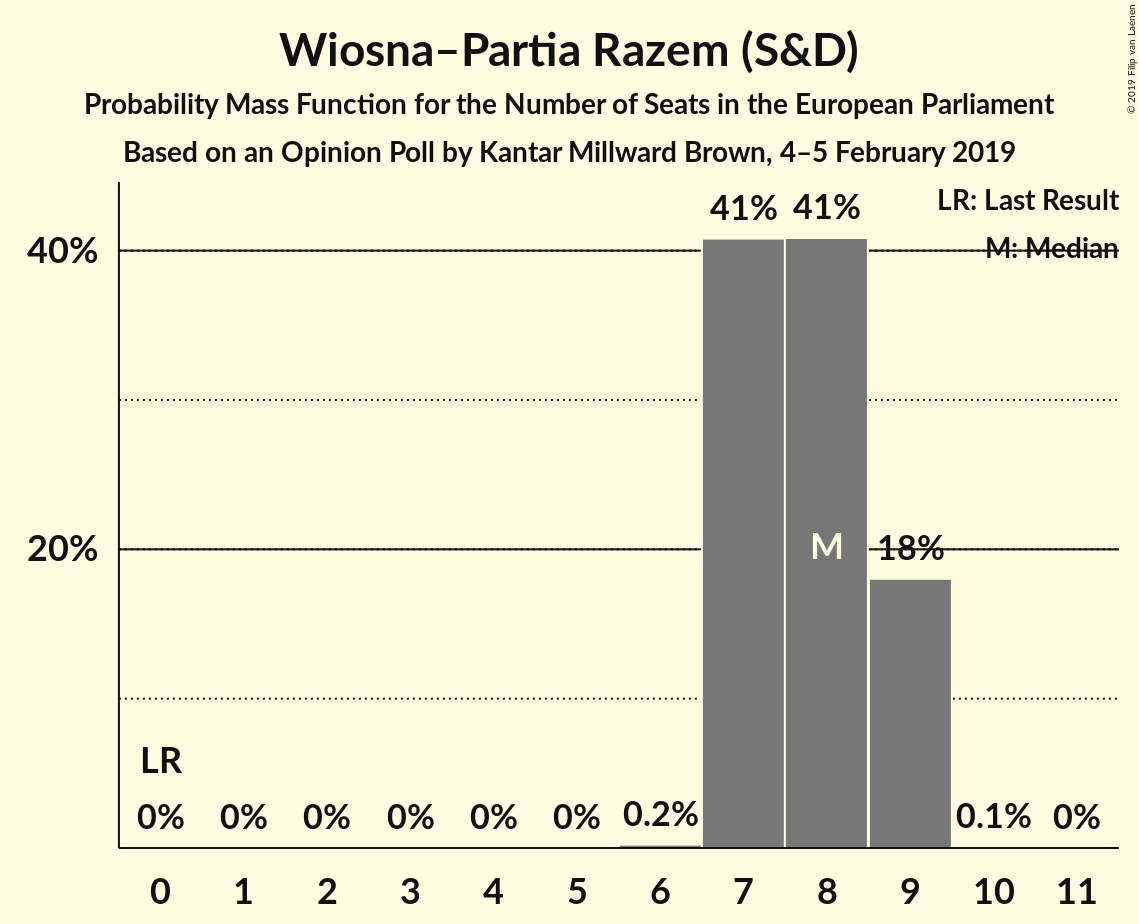 Wiosna–Partia Razem (S&D)
Probability Mass Function for the Number of Seats in the European Parliament
Based on an Opinion Poll by Kantar Millward Brown, 4–5 February 2019
© 2019 Filip van Laenen
LR: Last Result
M: Median
41% 41%
40%
20%
M
18%
LR
0% 0% 0% 0% 0% 0% 0.2% 0.1% 0%
0 1 2 3 4 5 6 7 8 9 10 11